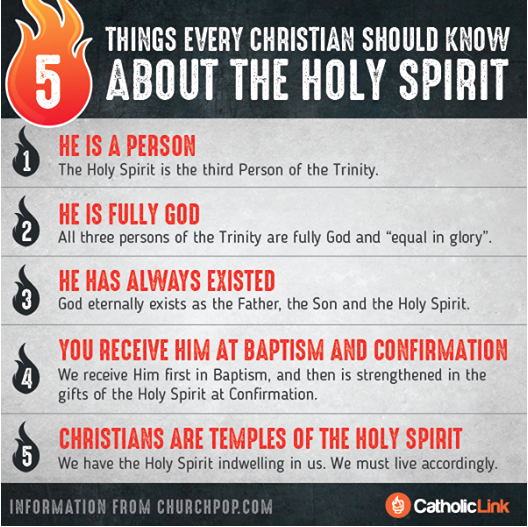 5
THINGS EVERY CHRISTIAN SHOULD KNOW
ABOUT THE HOLY SPIRIT
1
HE IS A PERSON
The Holy Spirit is the third Person of the Trinity.
2
HE IS FULLY GOD
All three persons of the Trinity are fully God and “equal in glory”.
3
HE HAS ALWAYS EXISTED
God eternally exists as the Father, the Son and the Holy Spirit.
4
YOU RECEIVE HIM AT BAPTISM AND CONFIRMATION
We receive Him first in Baptism, and then is strengthened in the
gifts of the Holy Spirit at Confirmation.
5
CHRISTIANS ARE TEMPLES OF THE HOLY SPIRIT
We have the Holy Spirit indwelling in us. We must live accordingly.
INFORMATION FROM CHURCHPOP.COM
CatholicLink